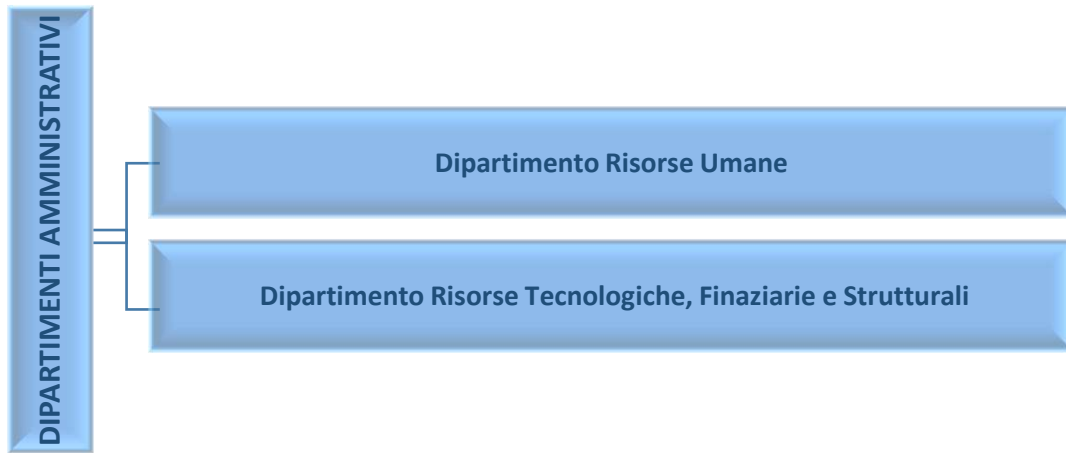 DIPARTIMENTI AMMINISTRATIVI
Dipartimento Risorse Umane
Dipartimento Risorse Tecnologiche, Finaziarie e Strutturali